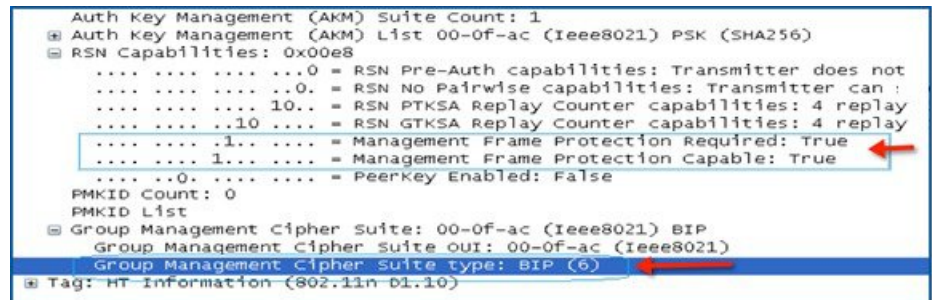 Auth Key Management (AKM) Suite Count: 1
Auth Key Management (AKM) List 00-0f-ac (Ieee8021) PSK (SHA256)
RSN Capabilities: 0x00e8
.... .... .... ...0 = RSN Pre-Auth capabilities: Transmitter does not
.... .... .... ..0. = RSN No Pairwise capabilities: Transmitter can
.... .... .... 10.. = RSN PTKSA Replay Counter capabilities: 4 replay
.... .... ..10 .... = RSN GTKSA Replay Counter capabilities: 4 replay
.... .... .1.. .... = Management Frame Protection Required: True
.... .... 1... .... = Management Frame Protection Capable: True
.... ..0. .... .... = PeerKey Enabled: False
PMKID Count: 0
PMKID List
Group Management Cipher Suite: 00-0f-ac (Ieee8021) BIP
Group Management Cipher Suite OUI: 00-0f-ac (Ieee8021)
Group Management Cipher Suite type: BIP (6)
Tag: HT Information (802.11n D1.10)